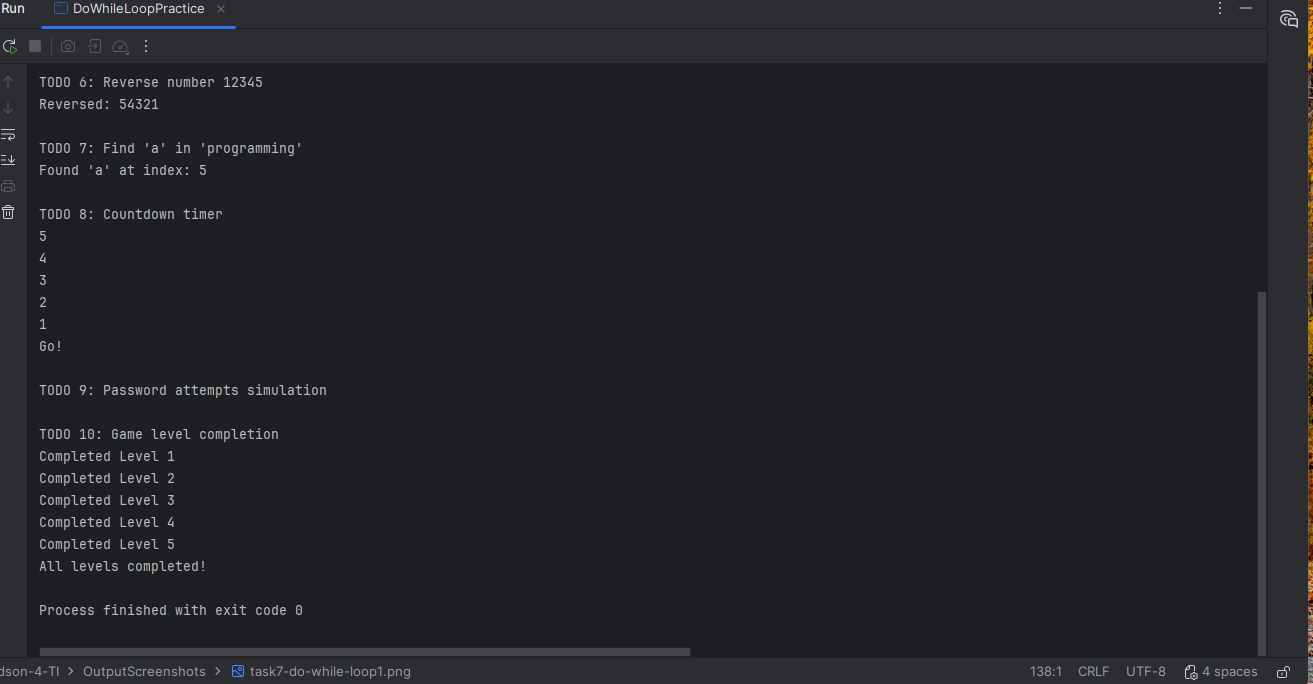 Run DoWhileLoopPractice
TODO 6: Reverse number 12345
Reversed: 54321
TODO 7: Find 'a' in 'programming'
Found 'a' at index: 5
TODO 8: Countdown timer
5
4
3
2
1
Go!
TODO 9: Password attempts simulation
TODO 10: Game level completion
Completed Level 1
Completed Level 2
Completed Level 3
Completed Level 4
Completed Level 5
All levels completed!
Process finished with exit code 0
dson-4-TI > OutputScreenshots > task7-do-while-loop1.png 138:1 CRLF UTF-8 4 spaces